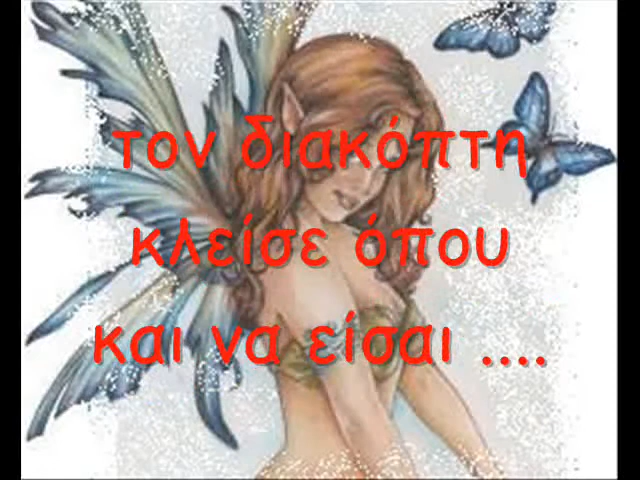 τον διακόπτη
κλείσε όπου
και να είσαι ....